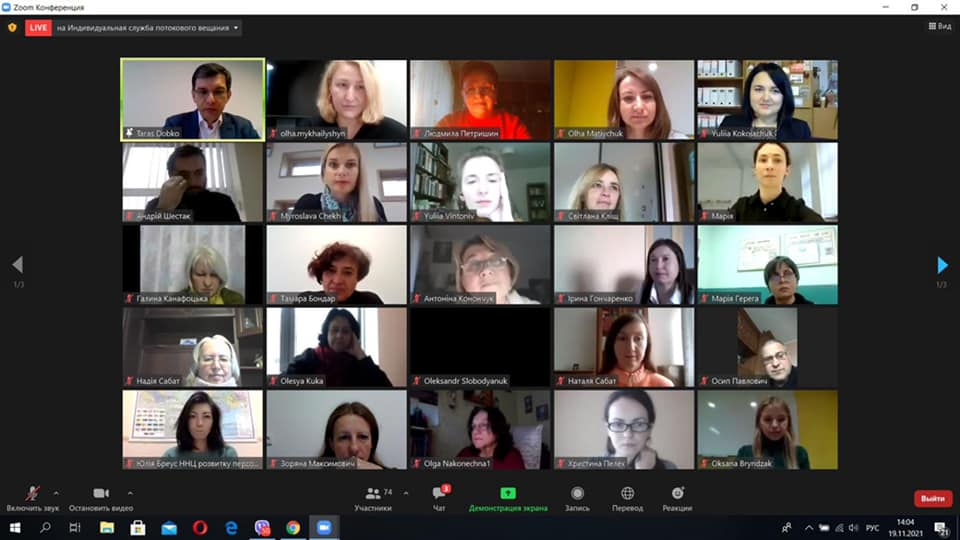 Zoom Конференция
LIVE на Индивидуальная служба потокового вещания
Вид
Taras Dobko
olha.mykhailyshyn
Людмила Петришин
Olha Matiychuk
Yuliia Kokosachuk
Андрій Шестак
Myroslava Chekh
Yuliia Vintoniv
Світлана Кліщ
Марія
1/3
1/3
Галина Канафоцька
Тамара Бондар
Антоніна Конончук
Ірина Гончаренко
Марія Ґереґа
Надія Сабат
Olesya Kuka
Oleksandr Slobodyanuk
Наталя Сабат
Осип Павлович
Юлія Бреус ННЦ розвитку персо...
Зоряна Максимович
Olga Nakonechna1
Христина Пелех
Oksana Bryndzak
Включить звук
Остановить видео
74
Участники
3
Чат
Демонстрация экрана
Запись
Перевод
Реакции
Выйти
РУС
14:04
19.11.2021
21